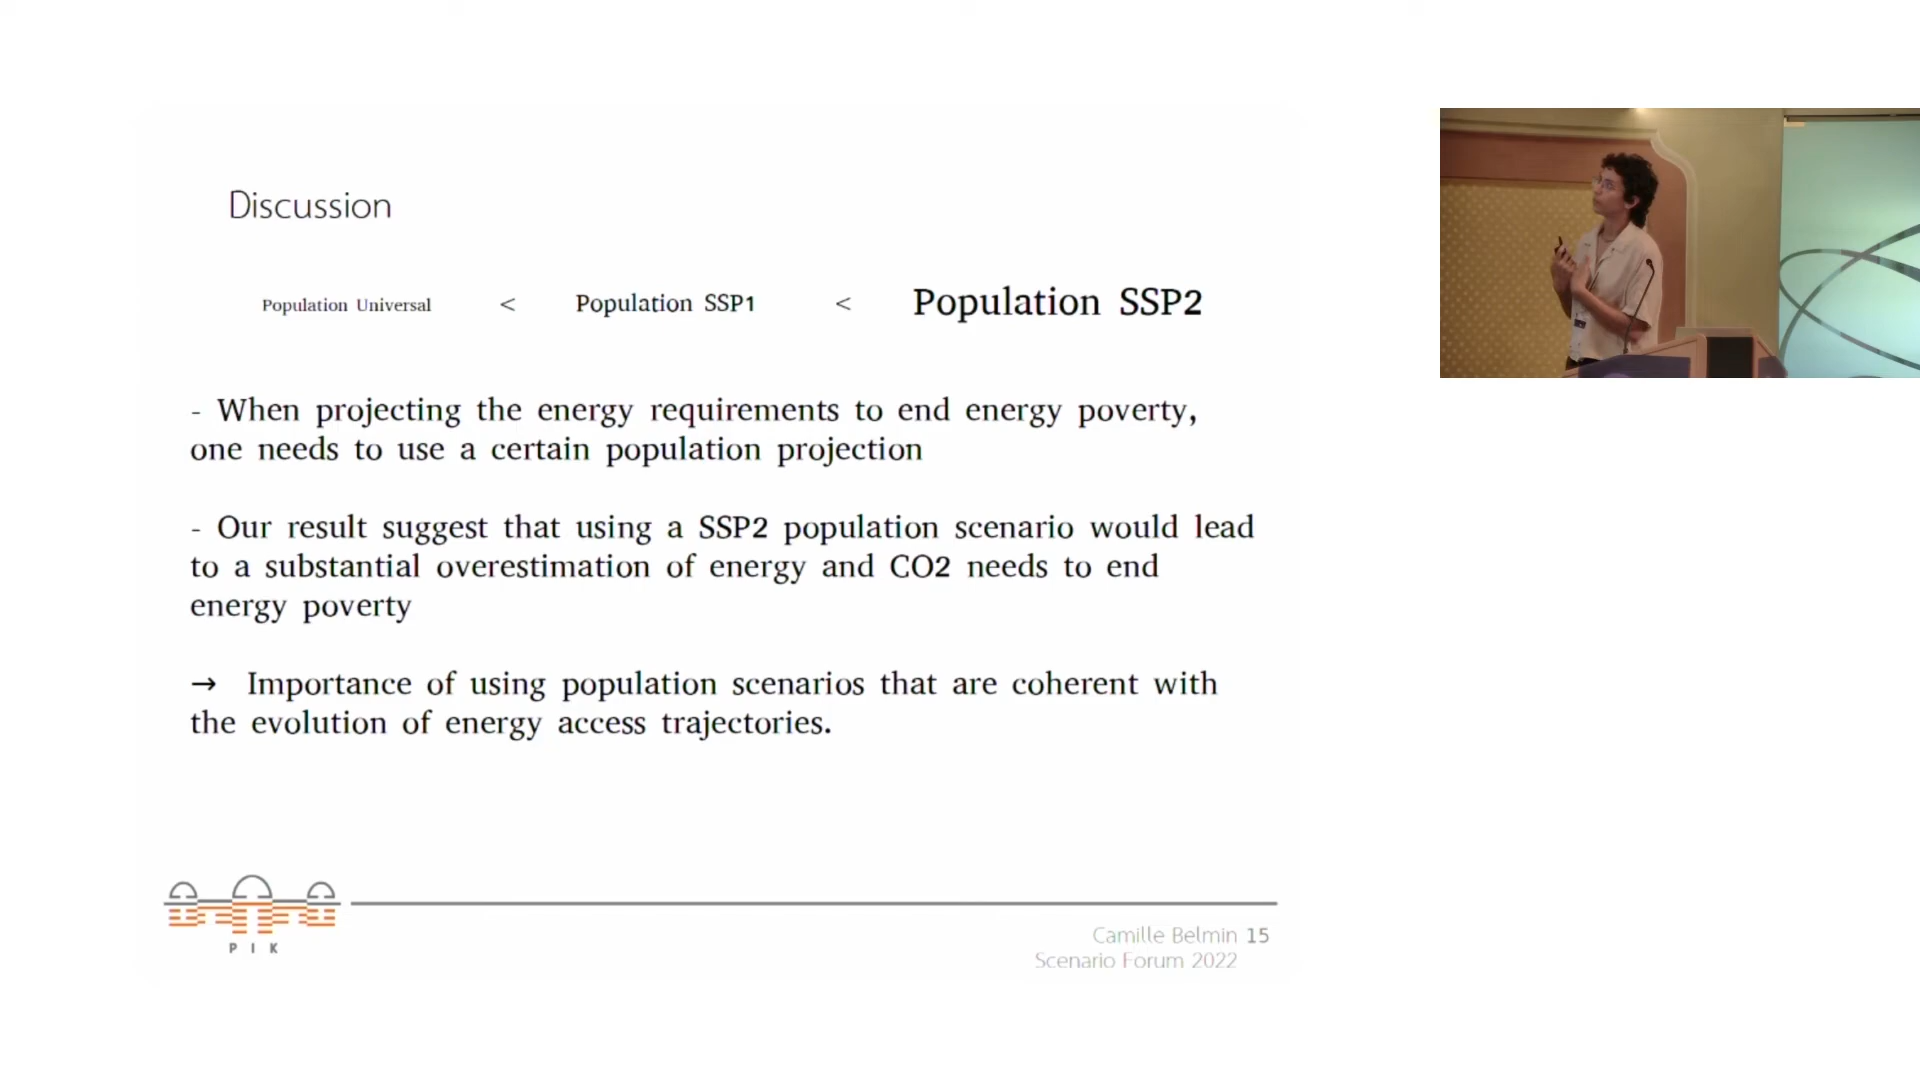 Discussion
Population Universal < Population SSP1 < Population SSP2
- When projecting the energy requirements to end energy poverty,
one needs to use a certain population projection
- Our result suggest that using a SSP2 population scenario would lead
to a substantial overestimation of energy and CO2 needs to end
energy poverty
→ Importance of using population scenarios that are coherent with
the evolution of energy access trajectories.
PIK
Camille Belmin 15
Scenario Forum 2022